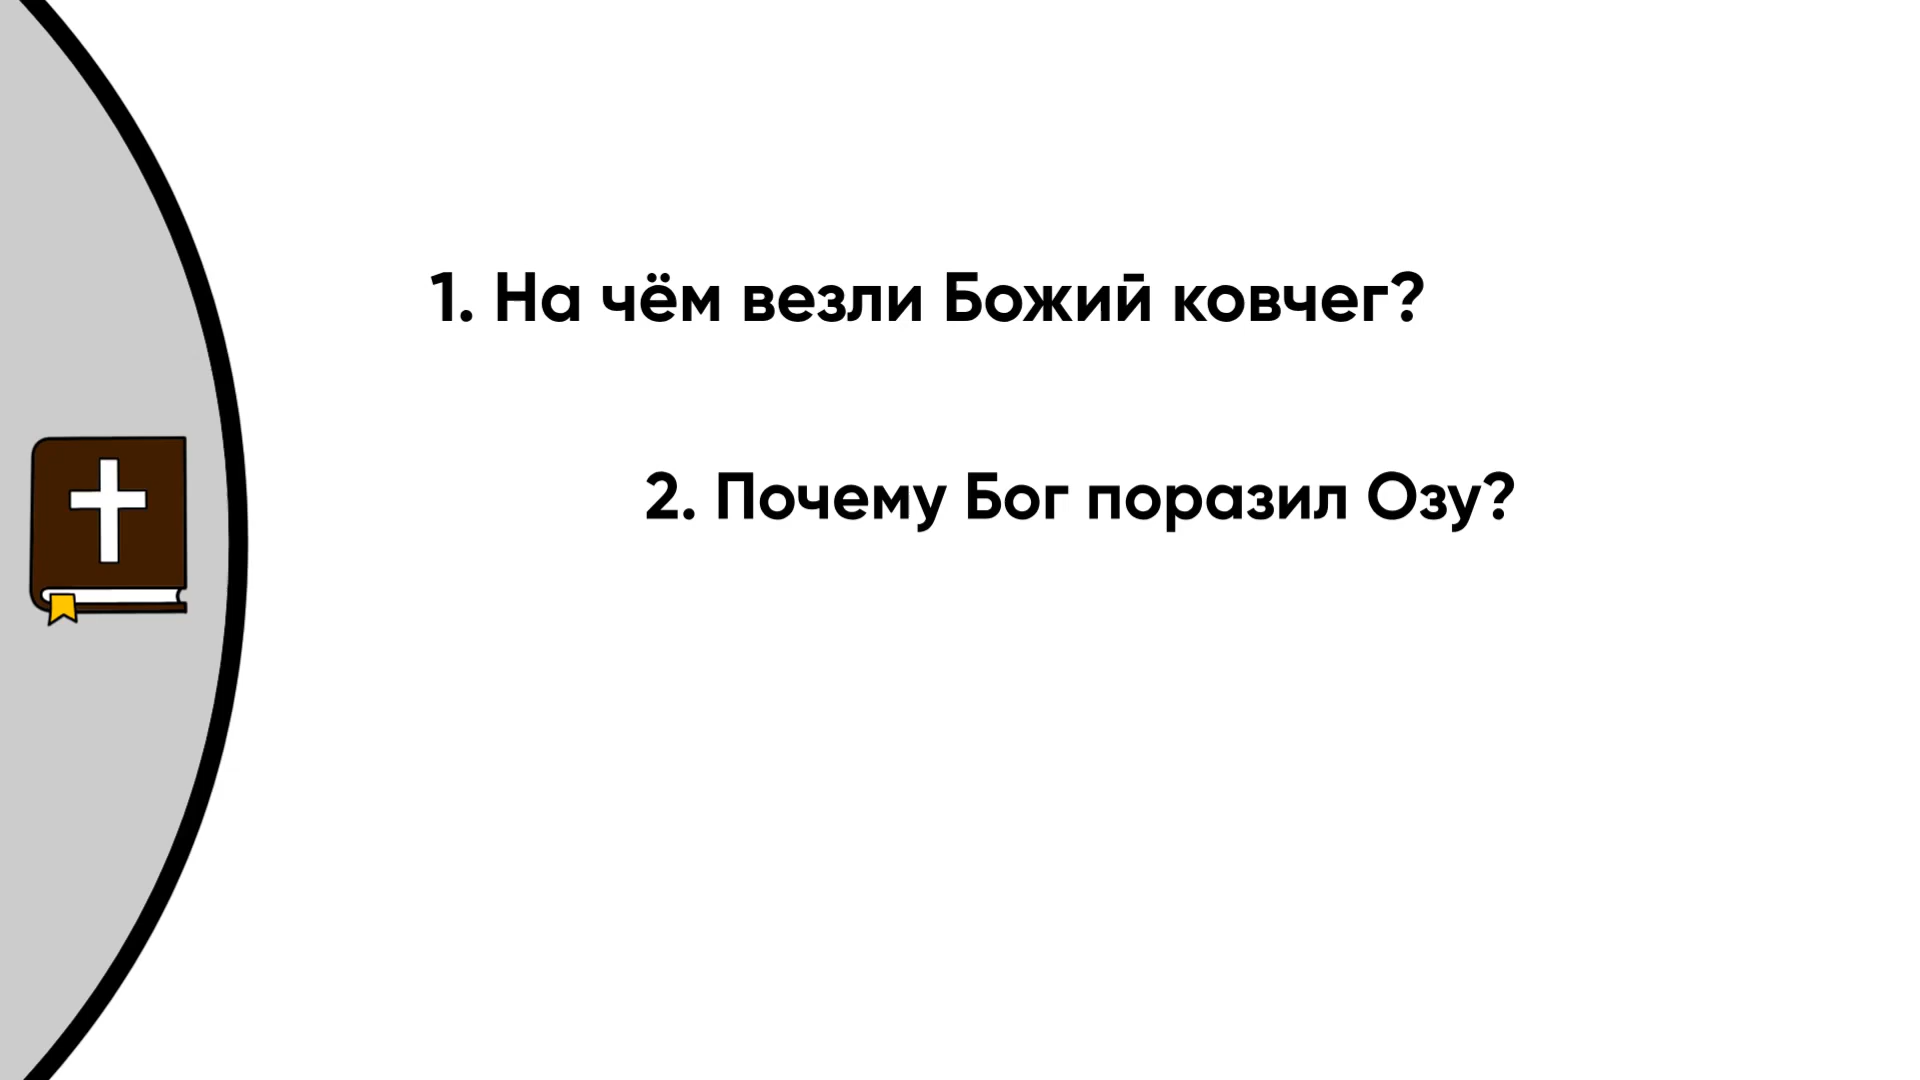 1. На чём везли Божий ковчег?
2. Почему Бог поразил Озу?